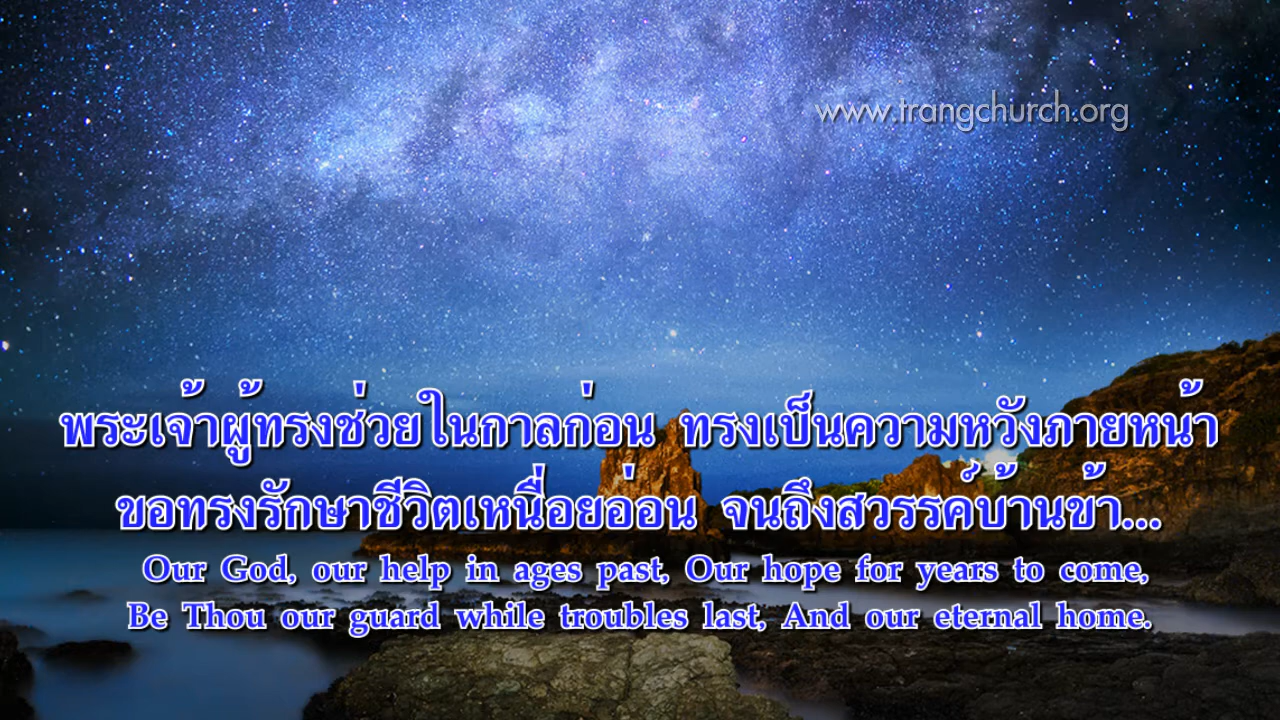 www.trangchurch.org
พระเจ้าผู้ทรงช่วยในกาลก่อน ทรงเป็นความหวังภายหน้า
ขอทรงรักษาชีวิตเหนื่อยอ่อน จนถึงสวรรค์บ้านข้า...
Our God, our help in ages past, Our hope for years to come,
Be Thou our guard while troubles last, And our eternal home.